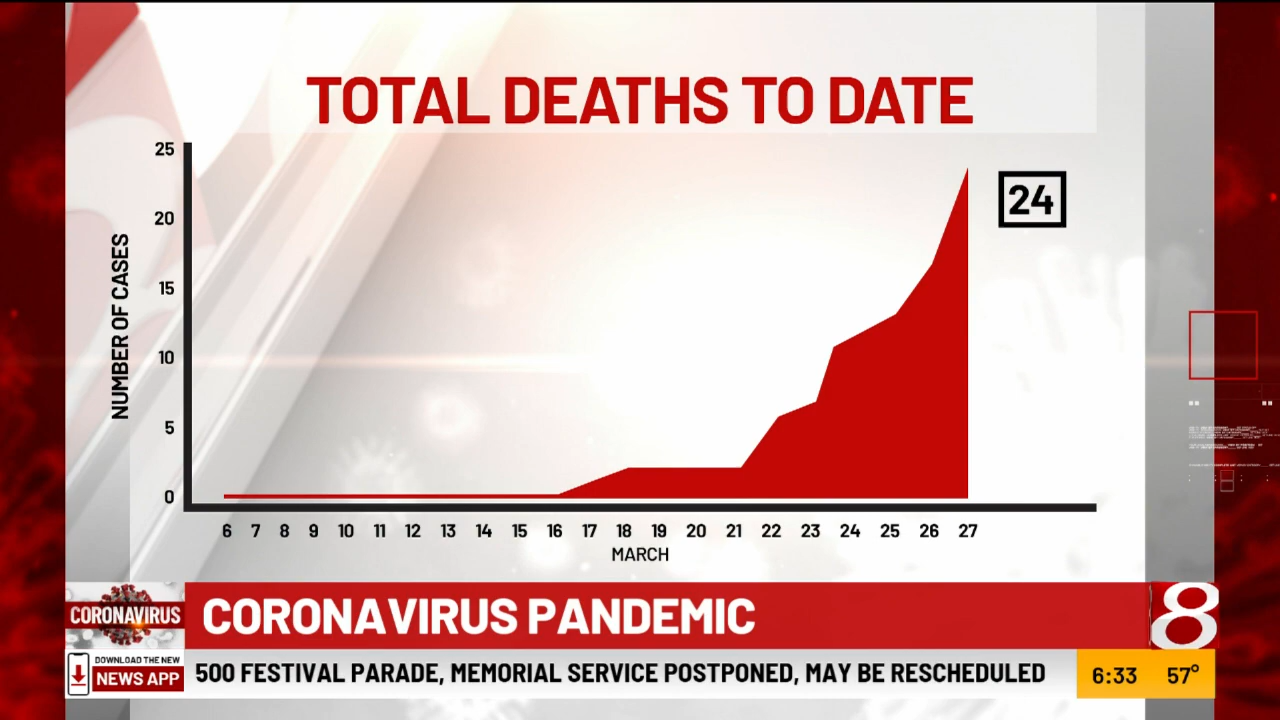 TOTAL DEATHS TO DATE
25
20
15
10
5
0
NUMBER OF CASES
24
6 7 8 9 10 11 12 13 14 15 16 17 18 19 20 21 22 23 24 25 26 27
MARCH
CORONAVIRUS
CORONAVIRUS PANDEMIC
8
DOWNLOAD THE NEW
NEWS APP
500 FESTIVAL PARADE, MEMORIAL SERVICE POSTPONED, MAY BE RESCHEDULED
6:33 57°